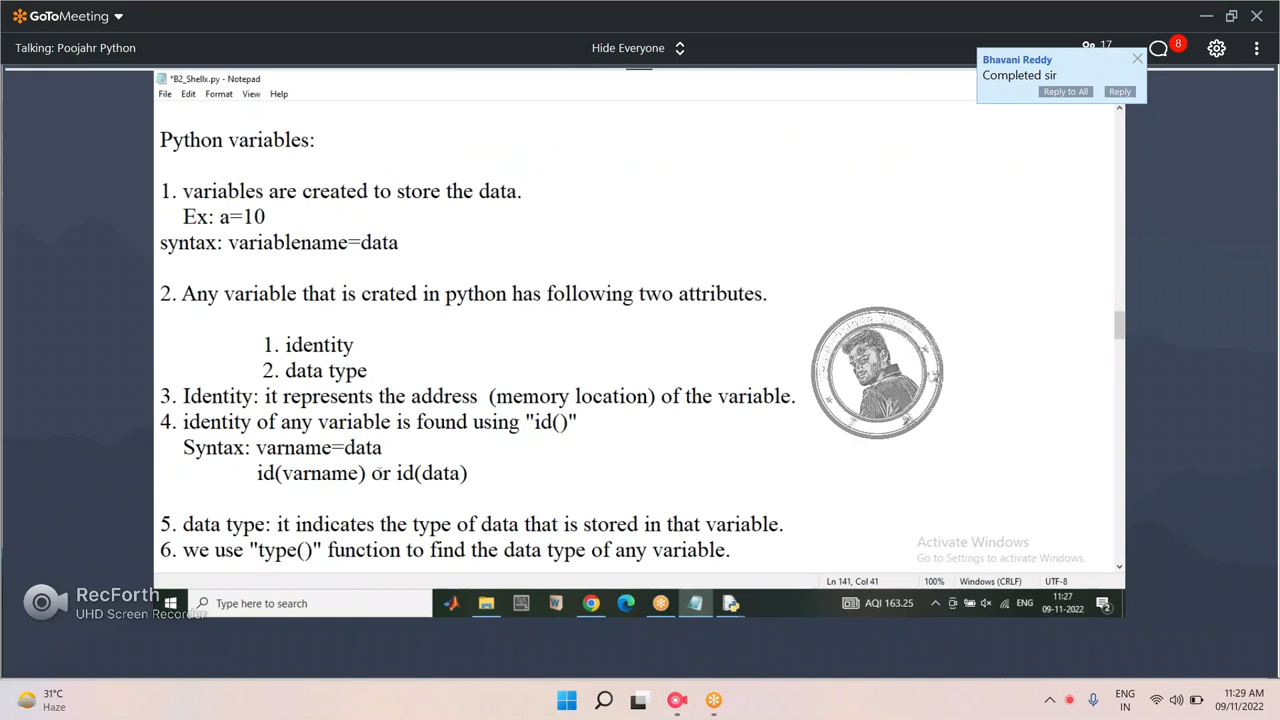 GoToMeeting
Talking: Poojahr Python
Hide Everyone
17
8
Bhavani Reddy
Completed sir
Reply to All
Reply
*B2_Shellx.py - Notepad
File Edit Format View Help
Python variables:
1. variables are created to store the data.
Ex: a=10
syntax: variablename=data
2. Any variable that is crated in python has following two attributes.
1. identity
2. data type
3. Identity: it represents the address (memory location) of the variable.
4. identity of any variable is found using "id()"
Syntax: varname=data
id(varname) or id(data)
5. data type: it indicates the type of data that is stored in that variable.
6. we use "type()" function to find the data type of any variable.
Activate Windows
Go to Settings to activate Windows.
Ln 141, Col 41 100% Windows (CRLF) UTF-8
RecForth
UHD Screen Recorder
Type here to search
AQI 163.25
ENG
11:27
09-11-2022
2
31°C
Haze
ENG
IN
11:29 AM
09/11/2022